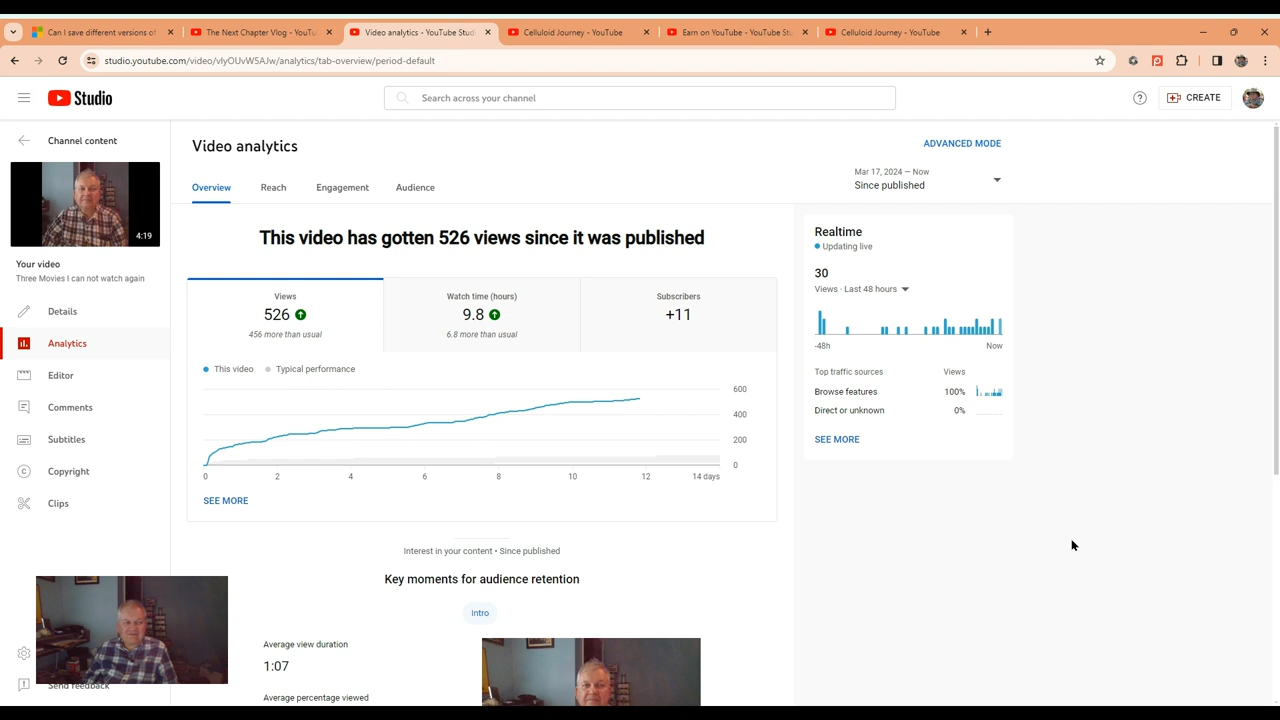 Can I save different versions of
The Next Chapter Vlog - YouTu
Video analytics - YouTube Stud
Celluloid Journey - YouTube
Earn on YouTube - YouTube Stu
Celluloid Journey - YouTube
studio.youtube.com/video/vIyOUvW5AJw/analytics/tab-overview/period-default
Studio
Search across your channel
CREATE
Channel content
4:19
Your video
Three Movies I can not watch again
Details
Analytics
Editor
Comments
Subtitles
Copyright
Clips
Send feedback
Video analytics
ADVANCED MODE
Overview
Reach
Engagement
Audience
Mar 17, 2024 — Now
Since published
This video has gotten 526 views since it was published
Views
526
456 more than usual
Watch time (hours)
9.8
6.8 more than usual
Subscribers
+11
This video
Typical performance
600
400
200
0
0 2 4 6 8 10 12 14 days
SEE MORE
Interest in your content • Since published
Key moments for audience retention
Intro
Average view duration
1:07
Average percentage viewed
Realtime
Updating live
30
Views · Last 48 hours
-48h
Now
Top traffic sources
Views
Browse features
100%
Direct or unknown
0%
SEE MORE